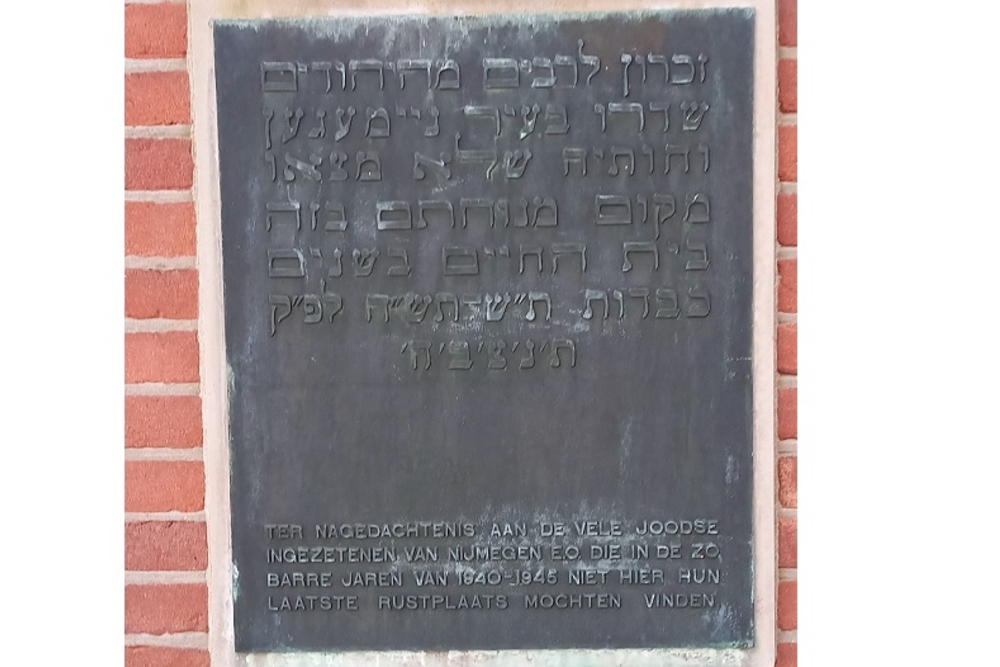 זכרון לרבים מהיהודים
שדרו בעיר ניימעגען
וחותיה שלא מצאו
מקום מנוחתם בזה
בית החיים בשנים
כבדות ת״ש-תש״ה לפ״ק
ת׳נ׳צ׳ב׳ה׳
TER NAGEDACHTENIS AAN DE VELE JOODSE
INGEZETENEN VAN NIJMEGEN E.O. DIE IN DE ZO
BARRE JAREN VAN 1940-1945 NIET HIER HUN
LAATSTE RUSTPLAATS MOCHTEN VINDEN